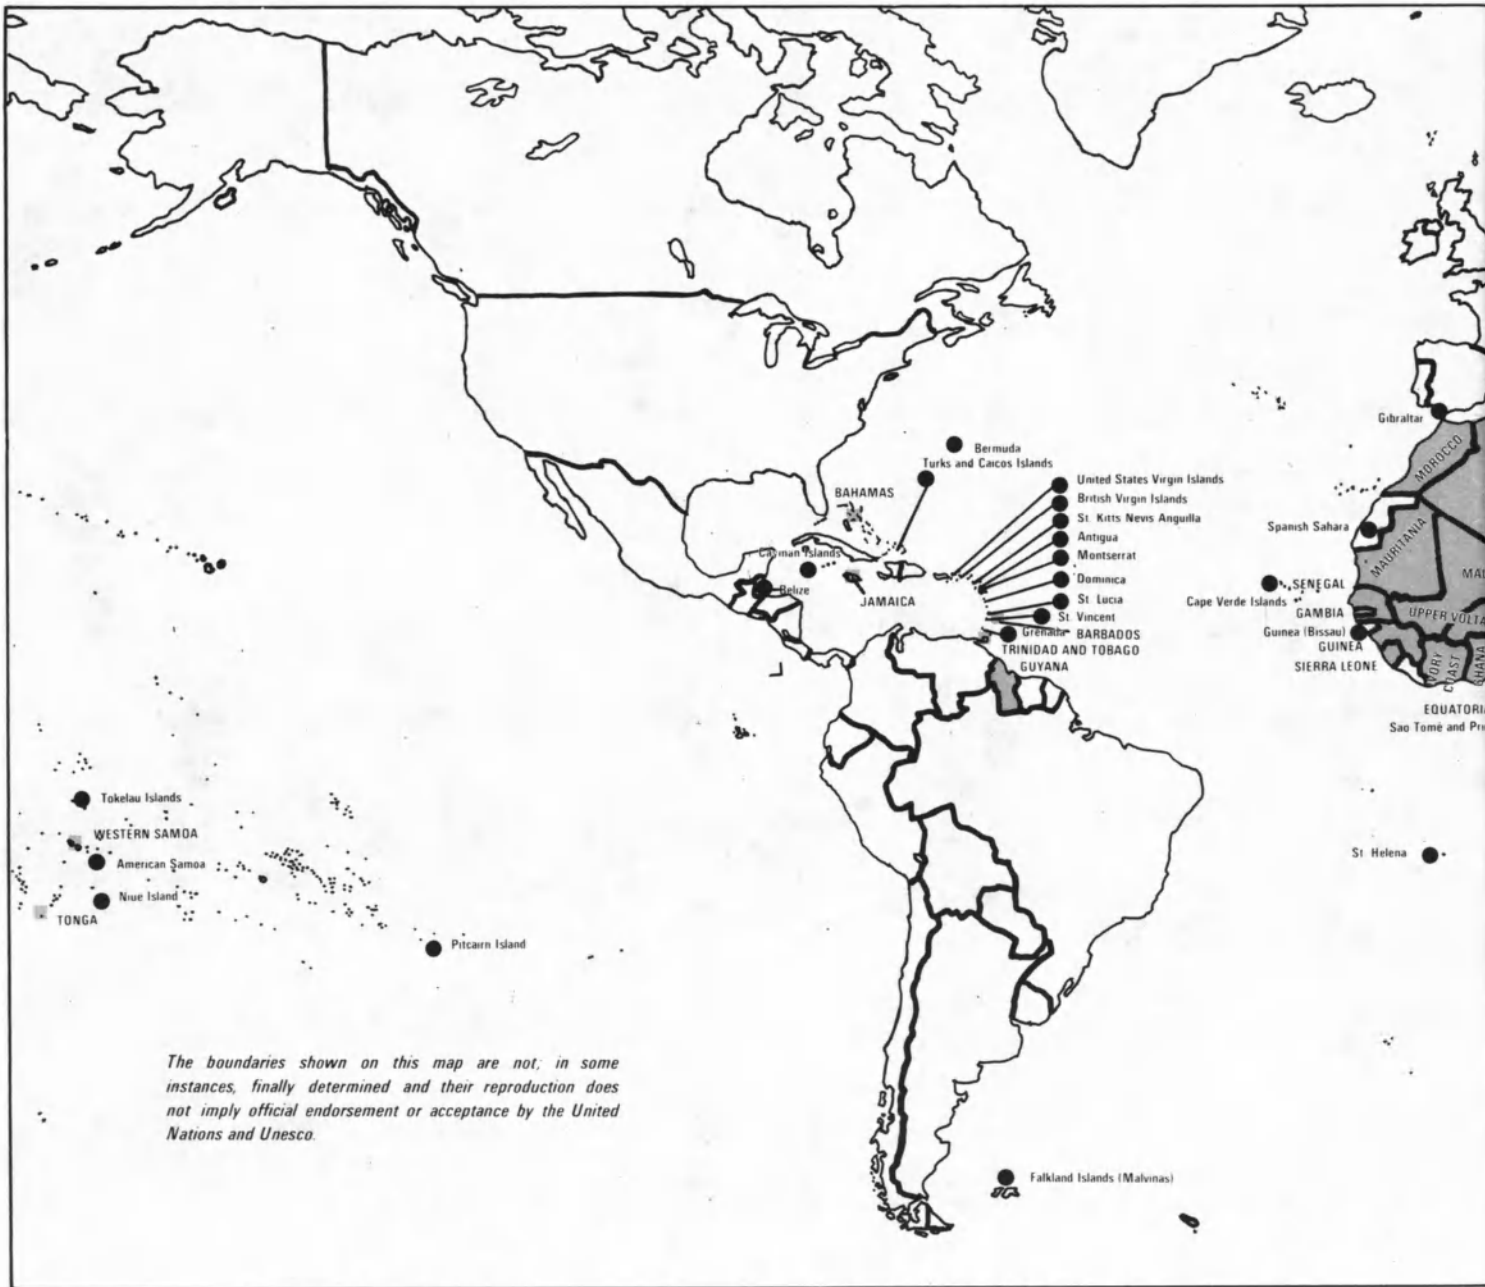 Gibraltar
MOROCCO
Bermuda
Turks and Caicos Islands
United States Virgin Islands
BAHAMAS
British Virgin Islands
St. Kitts Nevis Anguilla
Spanish Sahara
Antigua
MAURITANIA
Cayman Islands
Montserrat
Dominica
SENEGAL
Belize
JAMAICA
St. Lucia
Cape Verde Islands
GAMBIA
UPPER VOLTA
St. Vincent
Grenada
BARBADOS
Guinea (Bissau)
TRINIDAD AND TOBAGO
GUINEA
GUYANA
SIERRA LEONE
IVORY
COAST
GHANA
EQUATORIA
Sao Tomé and Pri
Tokelau Islands
WESTERN SAMOA
American Samoa
Niue Island
TONGA
Pitcairn Island
St. Helena
The boundaries shown on this map are not, in some
instances, finally determined and their reproduction does
not imply official endorsement or acceptance by the United
Nations and Unesco.
Falkland Islands (Malvinas)